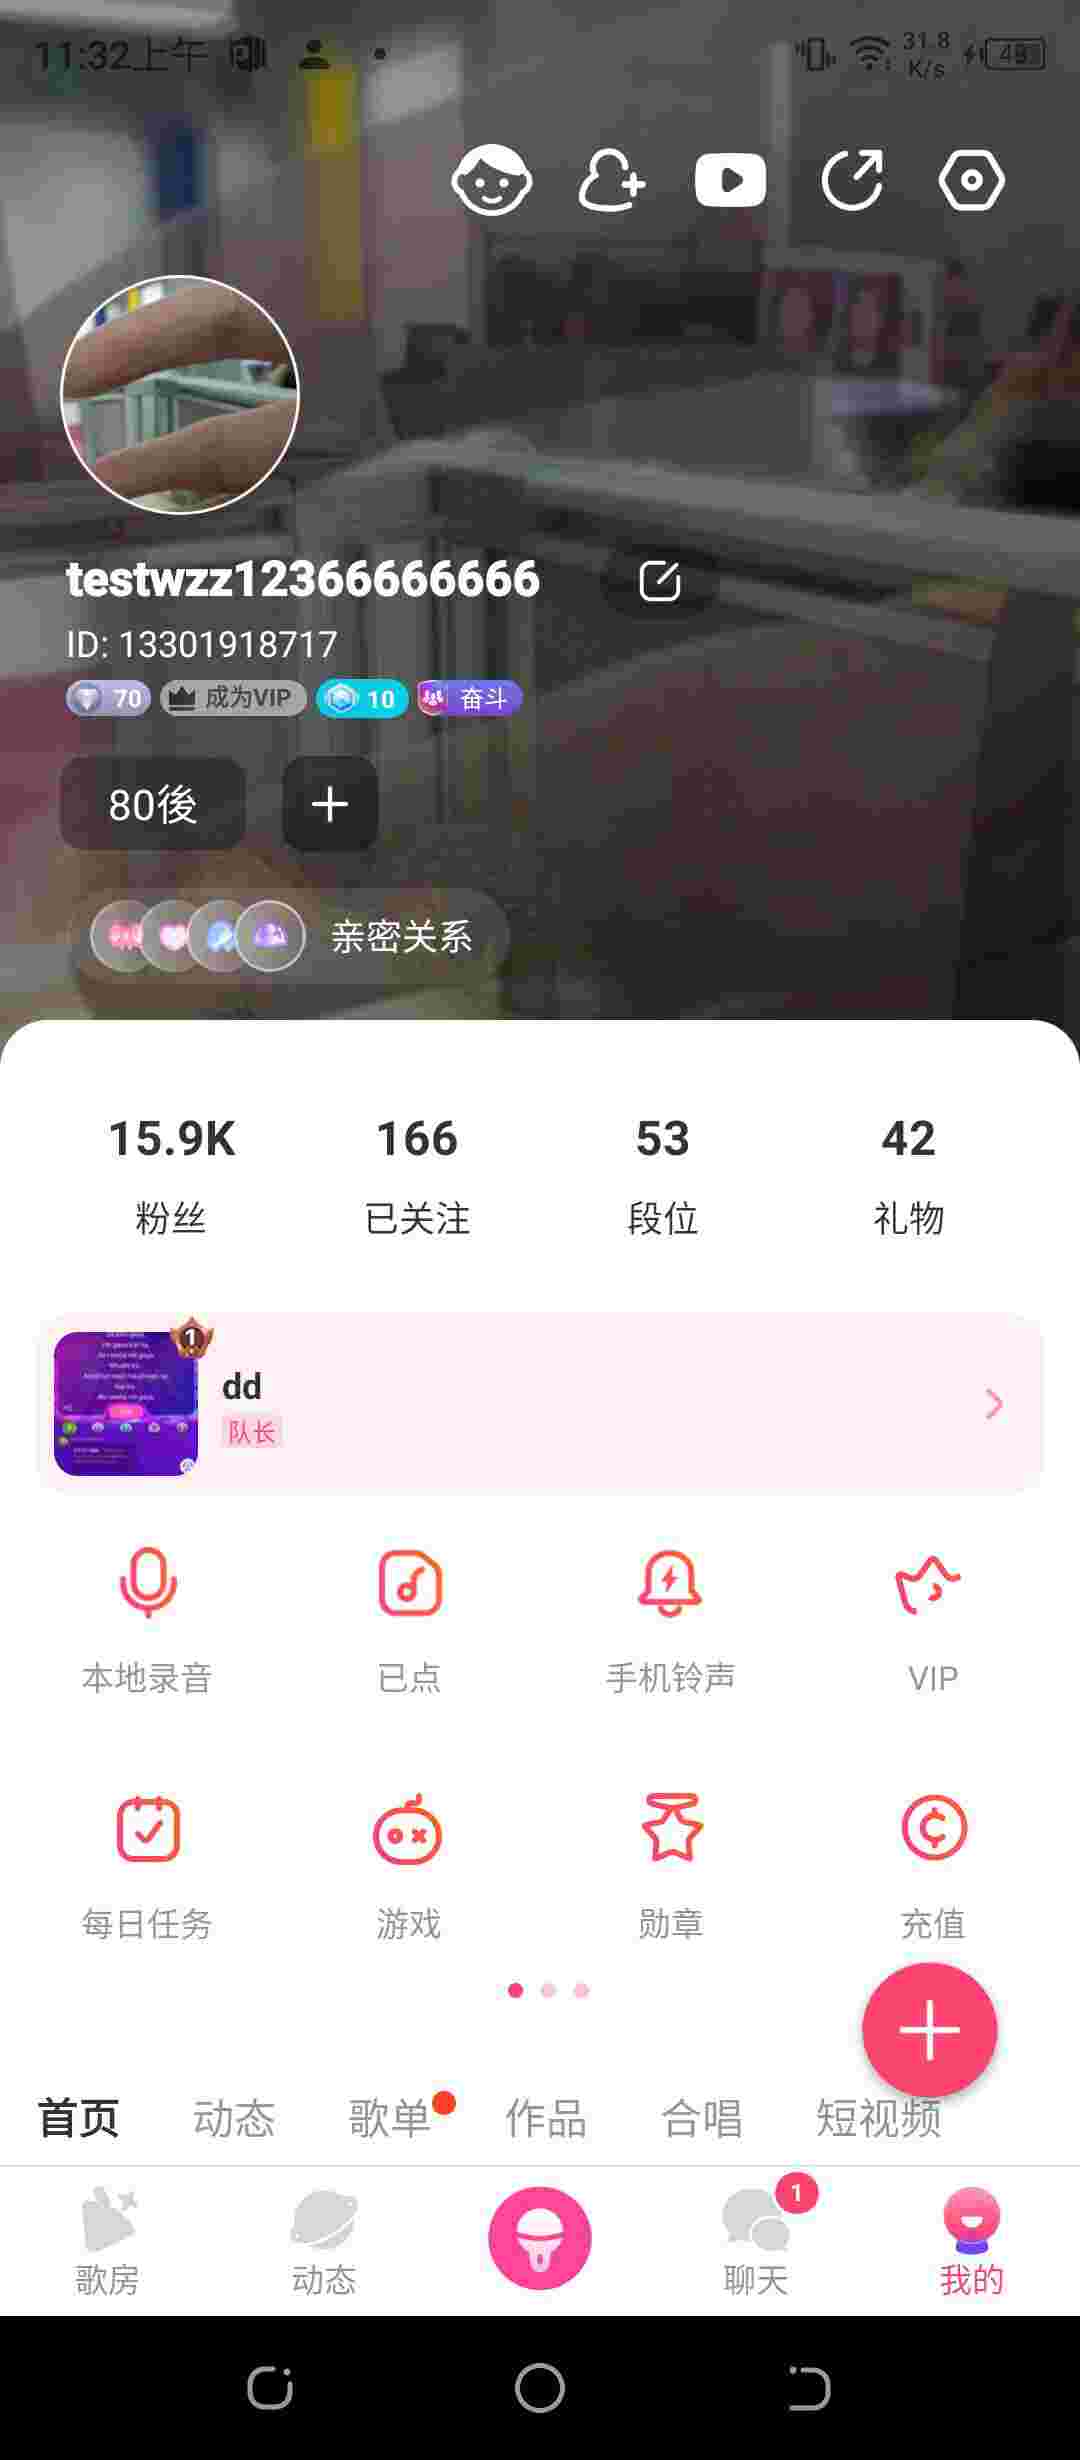 11:32上午
31.8
K/s
49
testwzz12366666666
ID: 13301918717
70 成为VIP 10 奋斗
80後
亲密关系
15.9K 166 53 42
粉丝 已关注 段位 礼物
1
dd
队长
本地录音 已点 手机铃声 VIP
每日任务 游戏 勋章 充值
首页 动态 歌单 作品 合唱 短视频
1
歌房 动态 聊天 我的